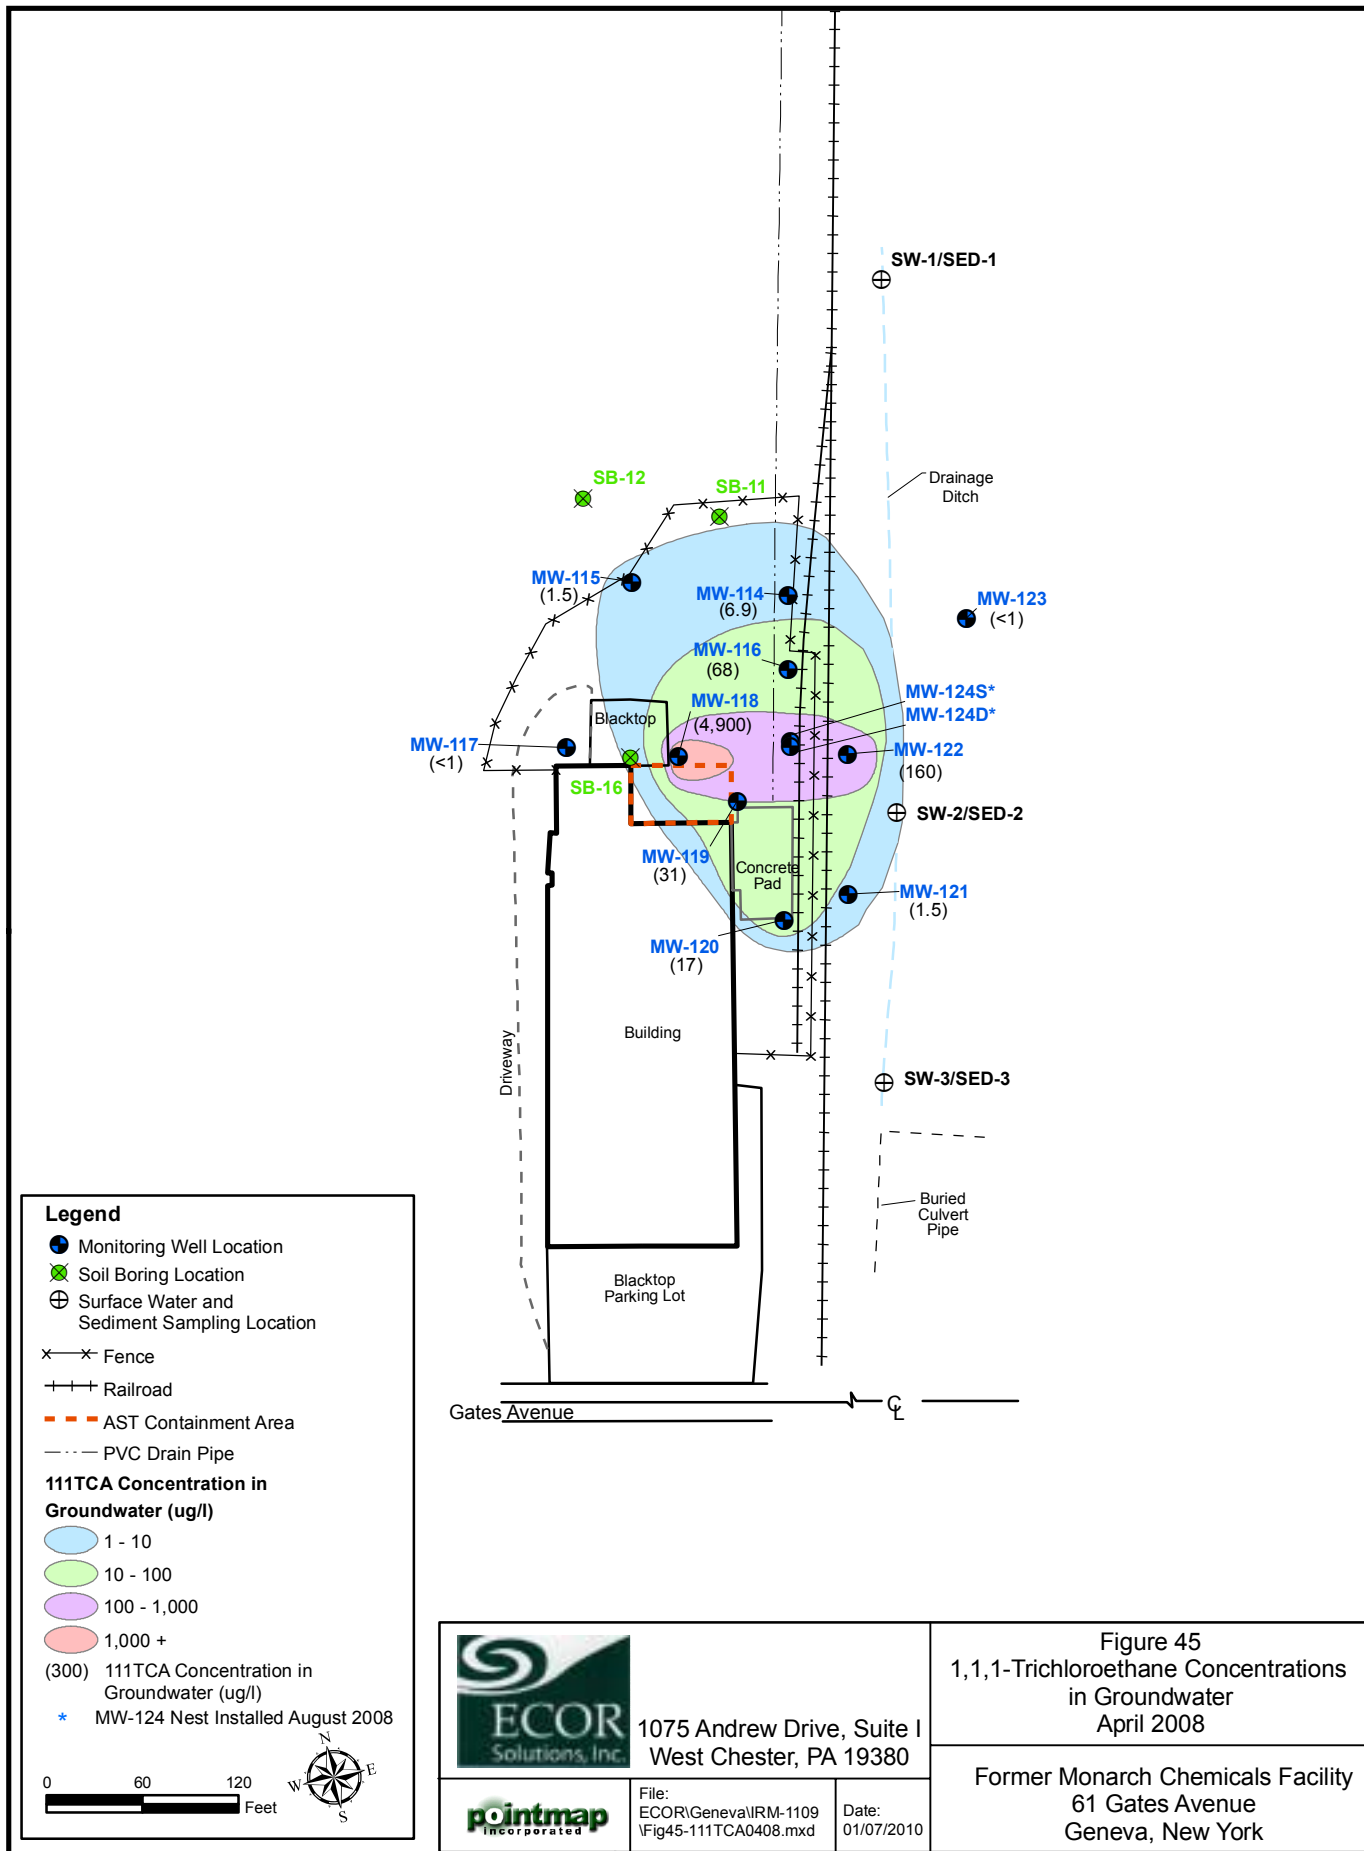 SW-1/SED-1
Drainage
Ditch
SB-12
SB-11
MW-115
(1.5)
MW-114
(6.9)
MW-123
(<1)
MW-116
(68)
MW-124S*
MW-124D*
MW-118
(4,900)
Blacktop
MW-117
(<1)
MW-122
(160)
SB-16
SW-2/SED-2
MW-119
(31)
Concrete
Pad
MW-121
(1.5)
MW-120
(17)
Building
Driveway
SW-3/SED-3
Buried
Culvert
Pipe
Blacktop
Parking Lot
Gates Avenue
CL
Legend
Monitoring Well Location
Soil Boring Location
Surface Water and
Sediment Sampling Location
Fence
Railroad
AST Containment Area
PVC Drain Pipe
111TCA Concentration in
Groundwater (ug/l)
1 - 10
10 - 100
100 - 1,000
1,000 +
(300) 111TCA Concentration in
Groundwater (ug/l)
* MW-124 Nest Installed August 2008
N
W E
S
0 60 120
Feet
ECOR
Solutions, Inc.
1075 Andrew Drive, Suite I
West Chester, PA 19380
pointmap
incorporated
File:
ECOR\Geneva\IRM-1109
\Fig45-111TCA0408.mxd
Date:
01/07/2010
Figure 45
1,1,1-Trichloroethane Concentrations
in Groundwater
April 2008
Former Monarch Chemicals Facility
61 Gates Avenue
Geneva, New York